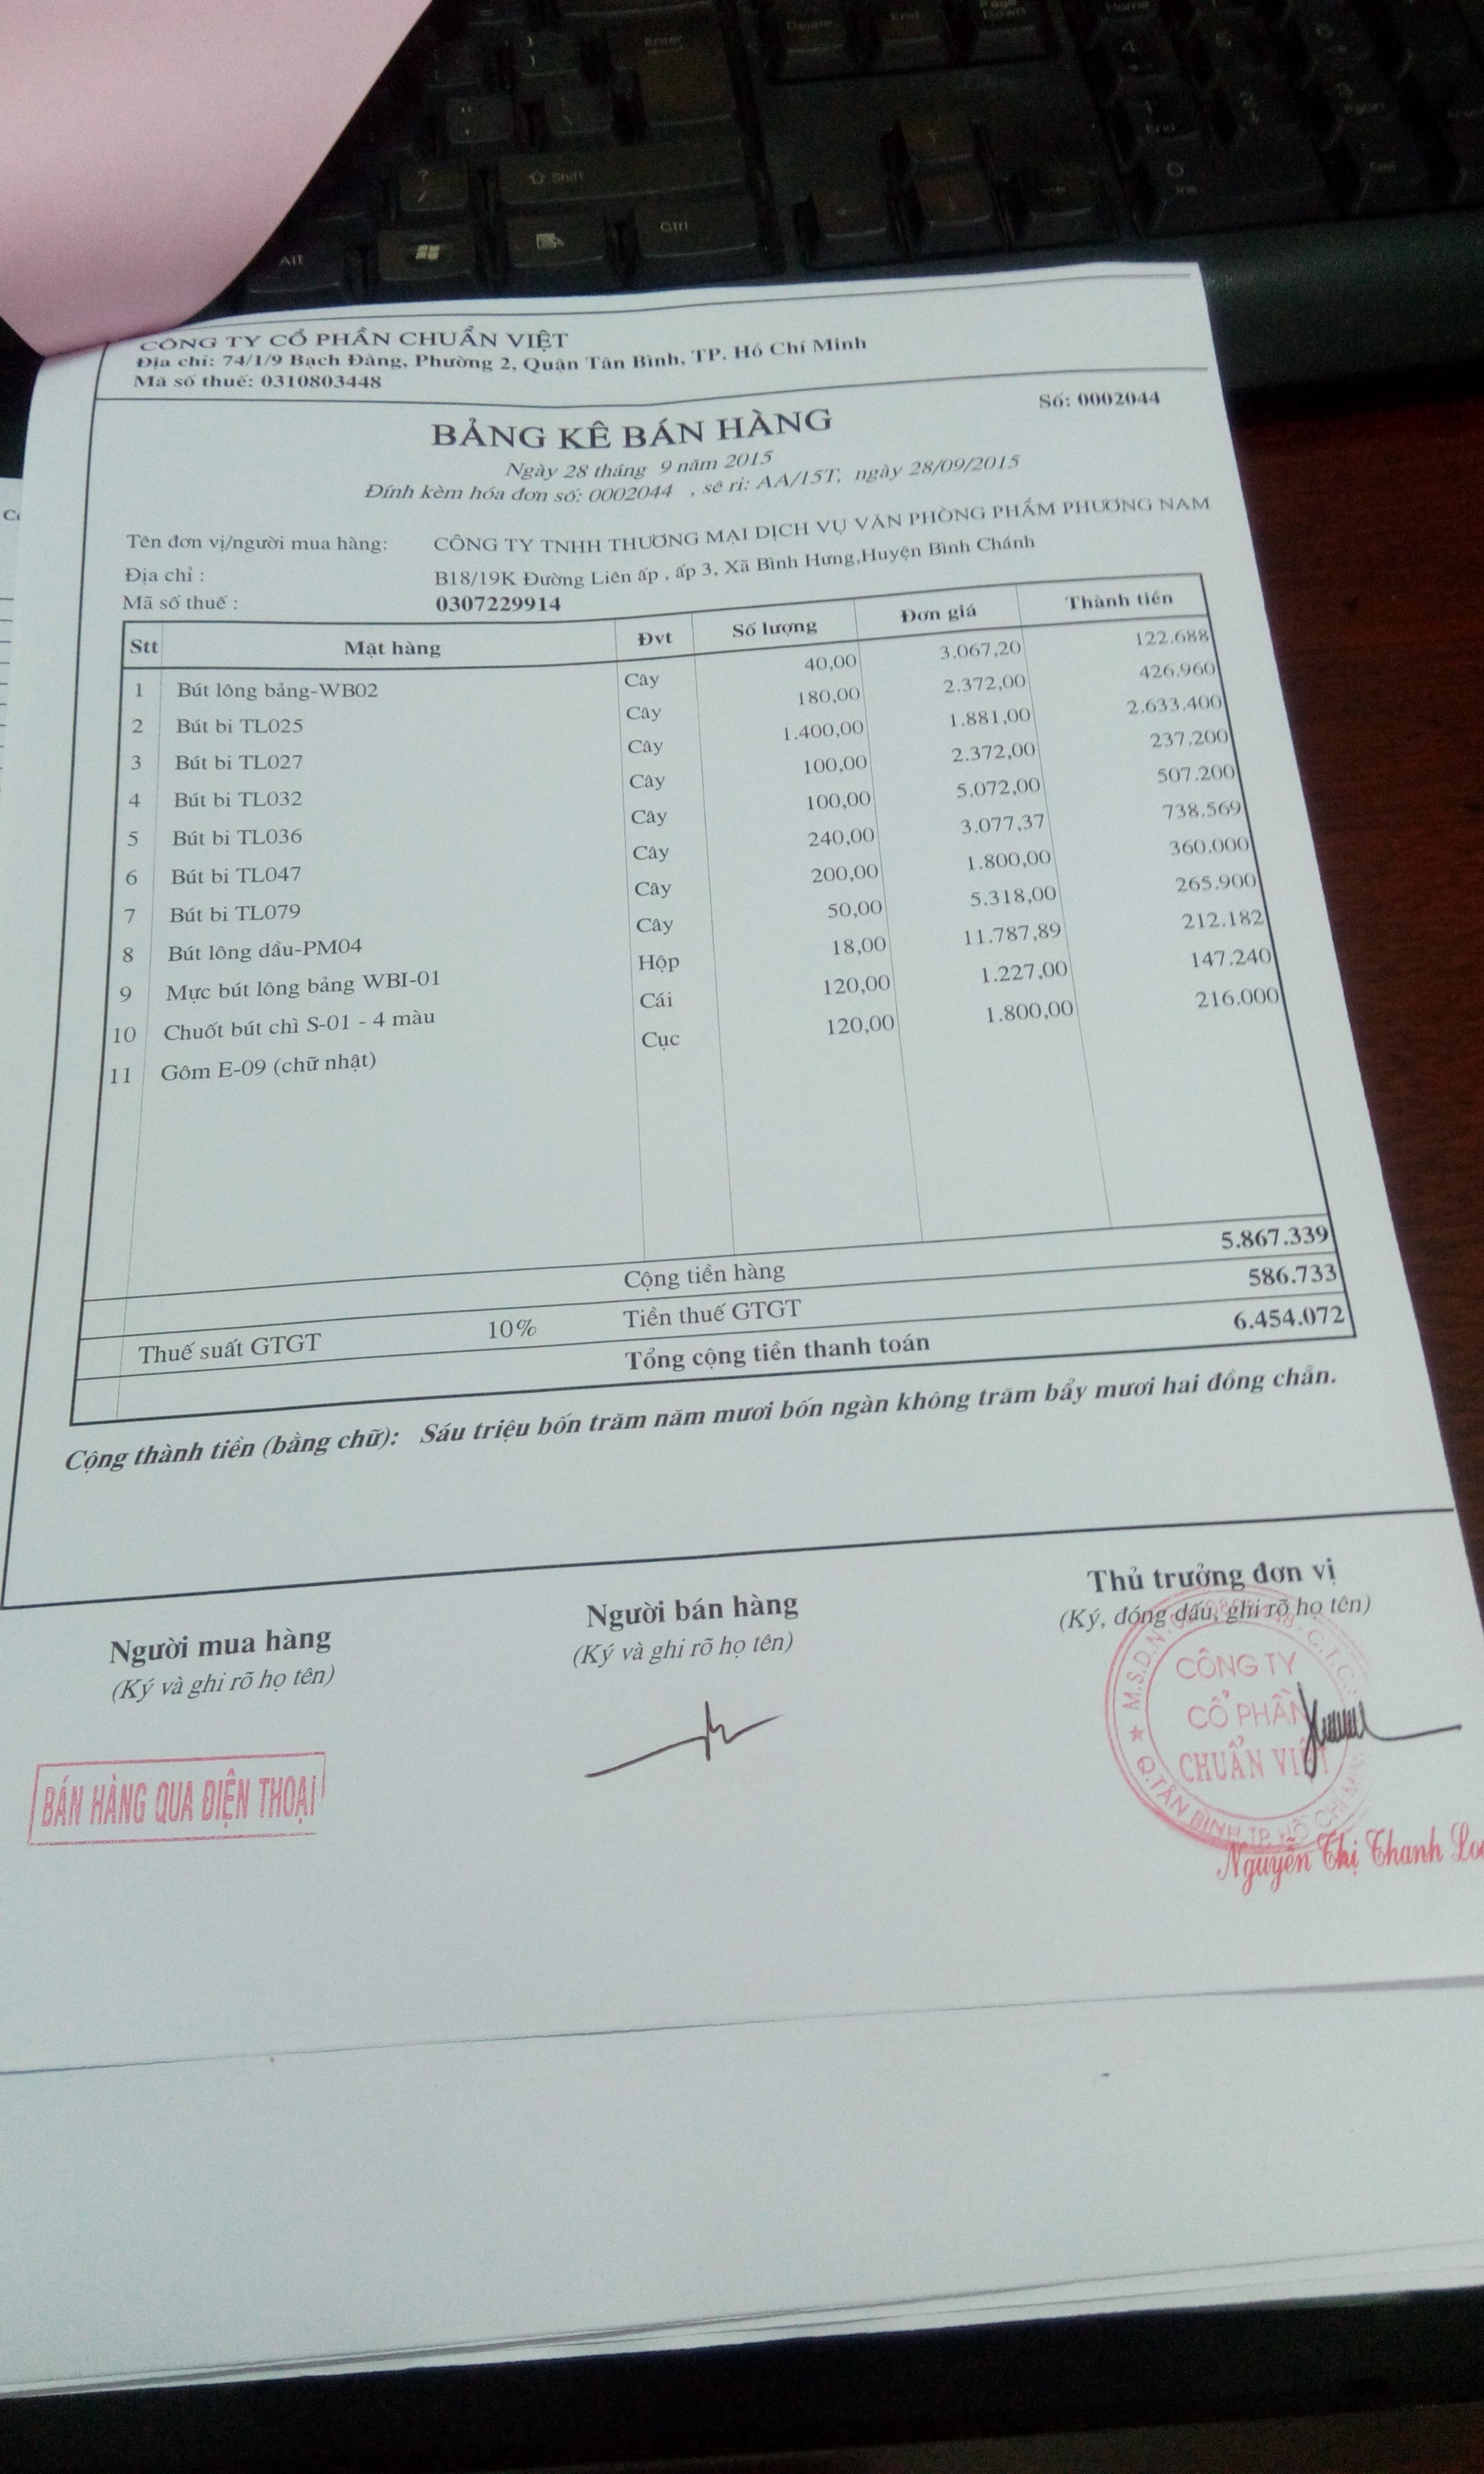 CÔNG TY CỔ PHẦN CHUẨN VIỆT
Địa chỉ: 74/1/9 Bạch Đằng, Phường 2, Quận Tân Bình, TP. Hồ Chí Minh
Mã số thuế: 0310803448
Số: 0002044
BẢNG KÊ BÁN HÀNG
Ngày 28 tháng 9 năm 2015
Đính kèm hóa đơn số: 0002044 , sê ri: AA/15T, ngày 28/09/2015
Tên đơn vị/người mua hàng: CÔNG TY TNHH THƯƠNG MẠI DỊCH VỤ VĂN PHÒNG PHẨM PHƯƠNG NAM
Địa chỉ : B18/19K Đường Liên ấp , ấp 3, Xã Bình Hưng,Huyện Bình Chánh
Mã số thuế : 0307229914
Stt Mặt hàng Đvt Số lượng Đơn giá Thành tiền
1 Bút lông bảng-WB02 Cây 40,00 3.067,20 122.688
2 Bút bi TL025 Cây 180,00 2.372,00 426.960
3 Bút bi TL027 Cây 1.400,00 1.881,00 2.633.400
4 Bút bi TL032 Cây 100,00 2.372,00 237.200
5 Bút bi TL036 Cây 100,00 5.072,00 507.200
6 Bút bi TL047 Cây 240,00 3.077,37 738.569
7 Bút bi TL079 Cây 200,00 1.800,00 360.000
8 Bút lông dầu-PM04 Cây 50,00 5.318,00 265.900
9 Mực bút lông bảng WBI-01 Hộp 18,00 11.787,89 212.182
10 Chuốt bút chì S-01 - 4 màu Cái 120,00 1.227,00 147.240
11 Gôm E-09 (chữ nhật) Cục 120,00 1.800,00 216.000
Cộng tiền hàng 5.867.339
Thuế suất GTGT 10% Tiền thuế GTGT 586.733
Tổng cộng tiền thanh toán 6.454.072
Cộng thành tiền (bằng chữ): Sáu triệu bốn trăm năm mươi bốn ngàn không trăm bẩy mươi hai đồng chẵn.
Người mua hàng Người bán hàng Thủ trưởng đơn vị
(Ký và ghi rõ họ tên) (Ký và ghi rõ họ tên) (Ký, đóng dấu, ghi rõ họ tên)
BÁN HÀNG QUA ĐIỆN THOẠI
CÔNG TY
CỔ PHẦN
CHUẨN VIỆT
Q.TÂN BÌNH TP. HỒ CHÍ MINH
Nguyễn Thị Thanh
Enter
Shift
Ctrl
Alt
Delete
End
Home